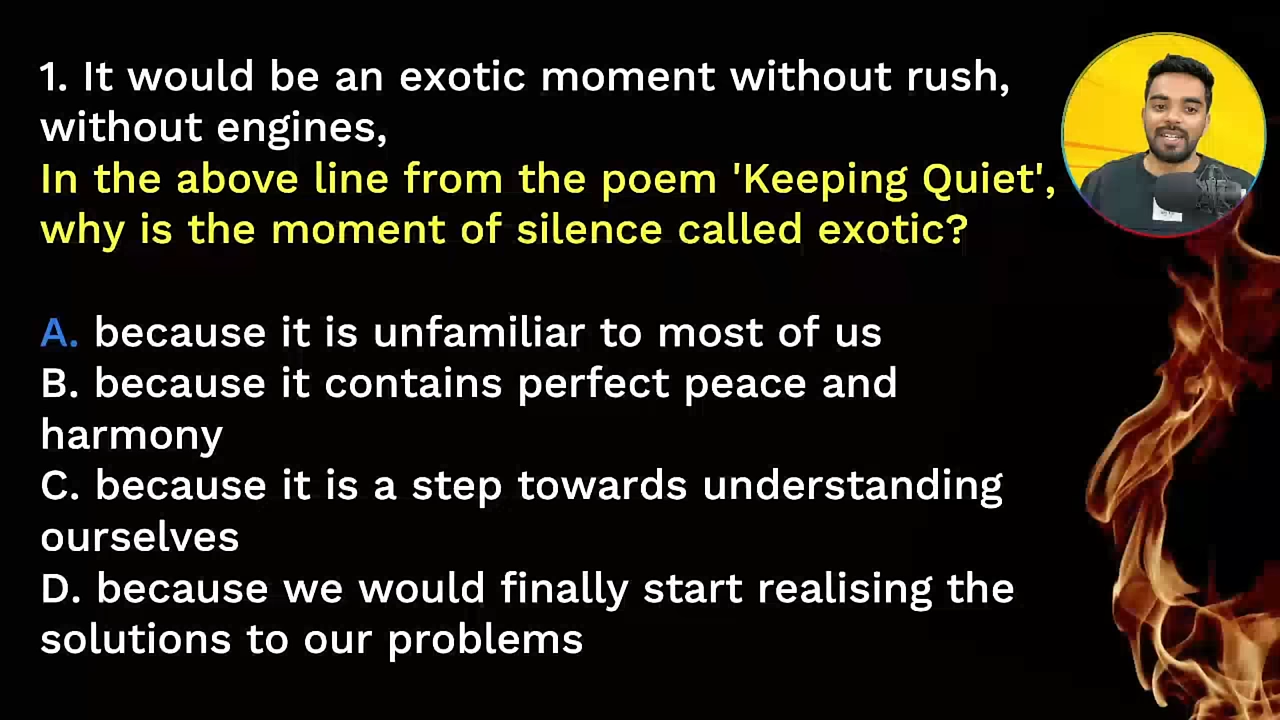 1. It would be an exotic moment without rush,
without engines,
In the above line from the poem 'Keeping Quiet',
why is the moment of silence called exotic?
A. because it is unfamiliar to most of us
B. because it contains perfect peace and
harmony
C. because it is a step towards understanding
ourselves
D. because we would finally start realising the
solutions to our problems